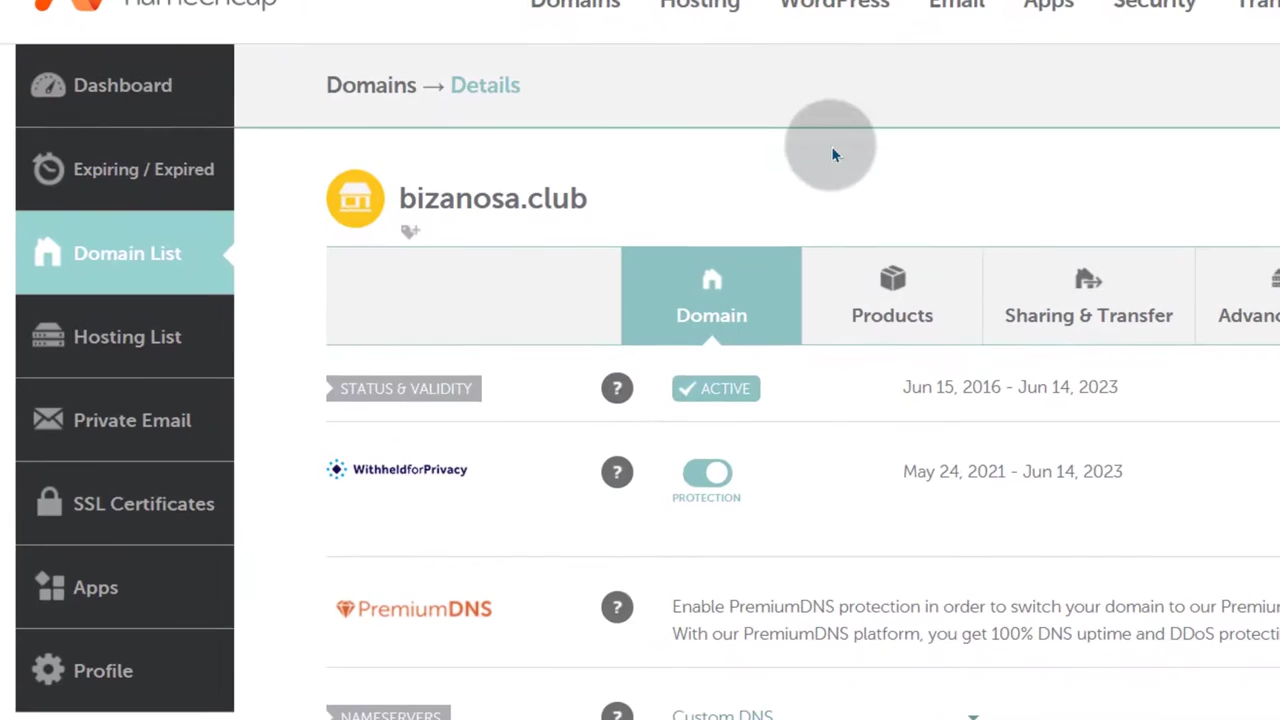 namecheap
Domains Hosting WordPress Email Apps Security
Dashboard
Domains → Details
Expiring / Expired
bizanosa.club
Domain List
Domain Products Sharing & Transfer
Hosting List
STATUS & VALIDITY ? ACTIVE Jun 15, 2016 - Jun 14, 2023
Private Email
WithheldforPrivacy ? May 24, 2021 - Jun 14, 2023
PROTECTION
SSL Certificates
Apps
PremiumDNS ? Enable PremiumDNS protection in order to switch your domain to our Premiu
With our PremiumDNS platform, you get 100% DNS uptime and DDoS protecti
Profile
NAMESERVERS ? Custom DNS